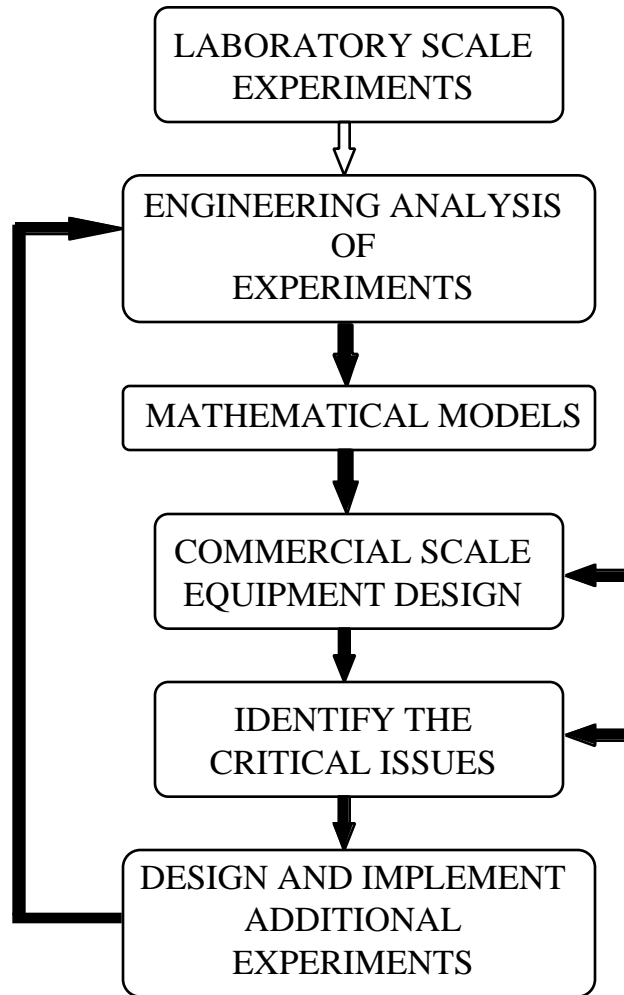 LABORATORY SCALE
EXPERIMENTS
ENGINEERING ANALYSIS
OF
EXPERIMENTS
MATHEMATICAL MODELS
COMMERCIAL SCALE
EQUIPMENT DESIGN
IDENTIFY THE
CRITICAL ISSUES
DESIGN AND IMPLEMENT
ADDITIONAL
EXPERIMENTS